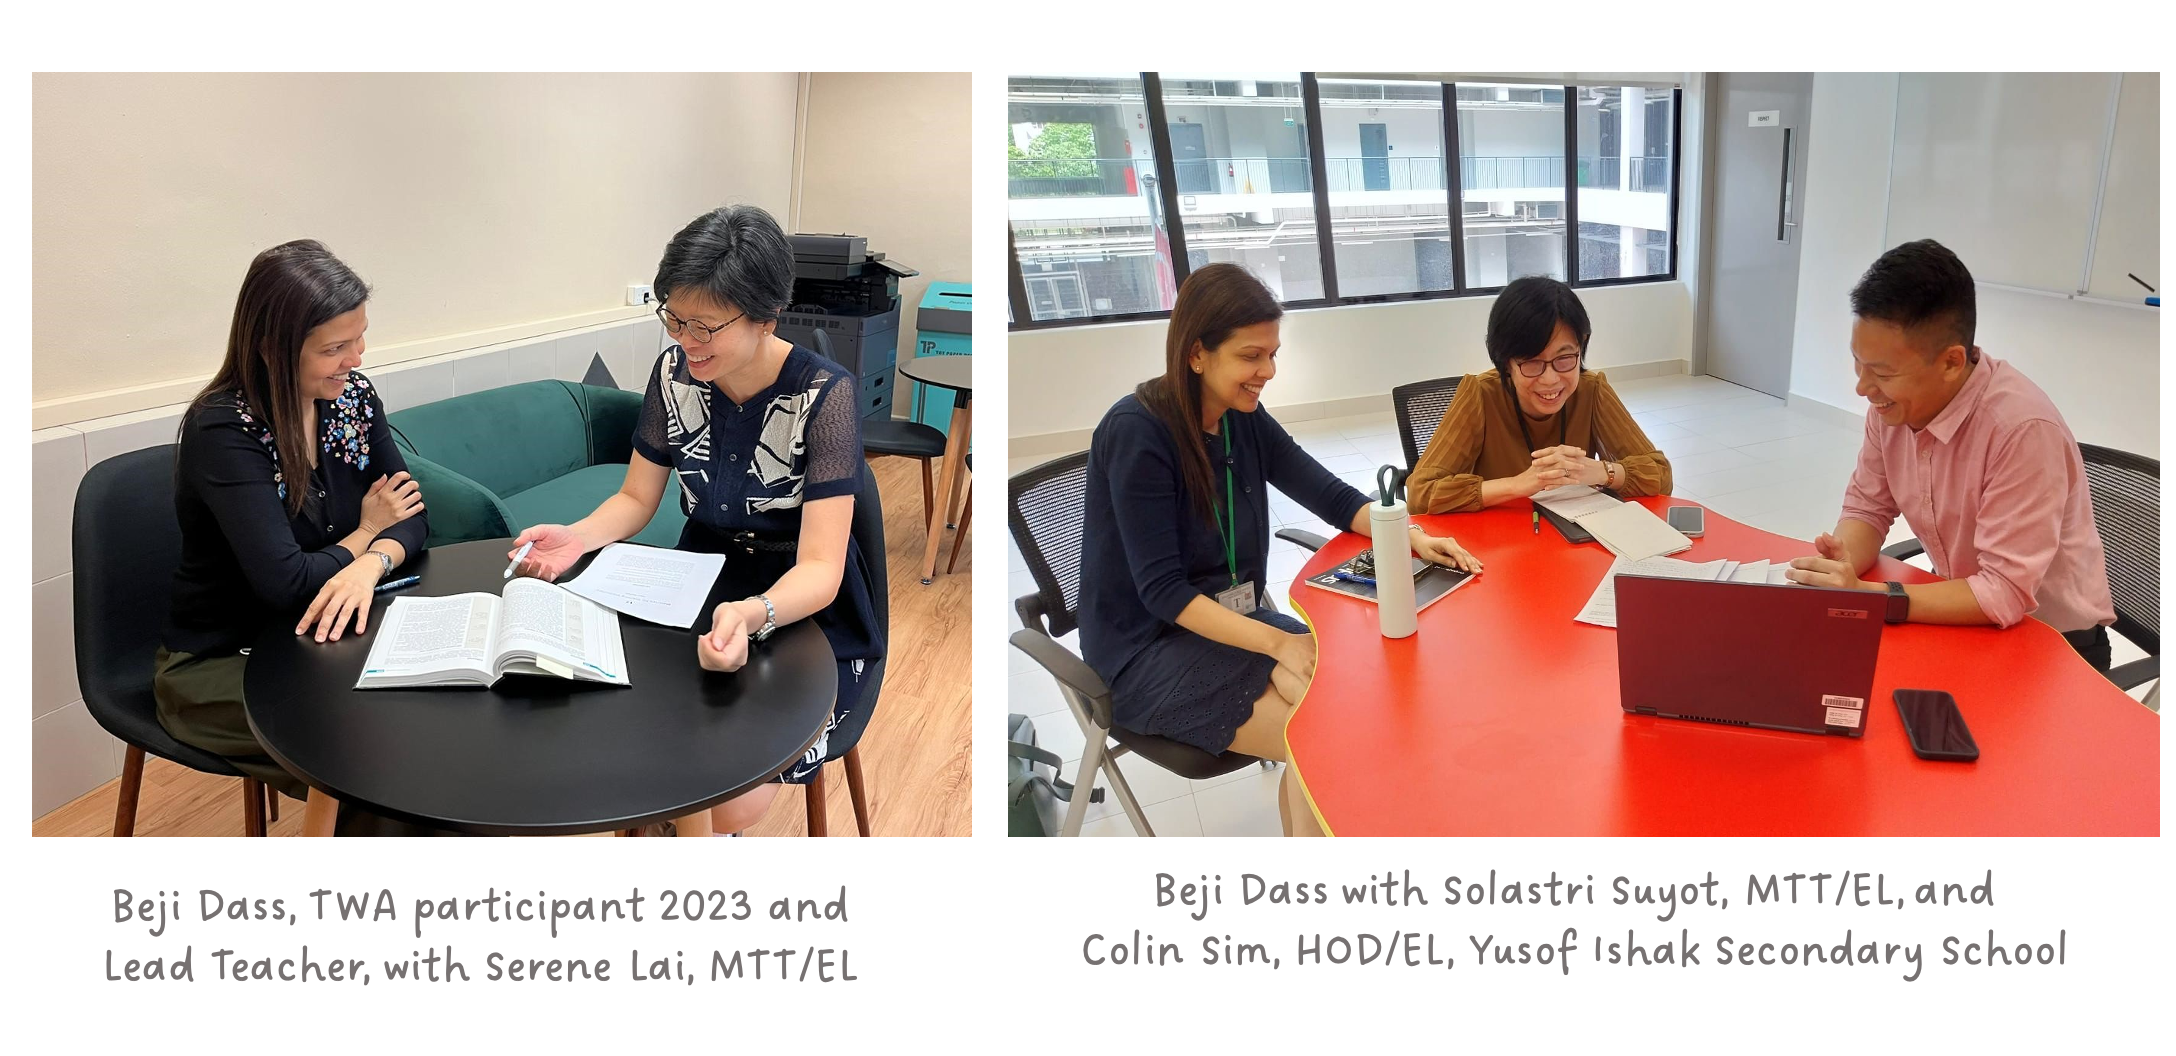 Beji Dass, TWA participant 2023 and
Lead Teacher, with Serene Lai, MTT/EL
Beji Dass with Solastri Suyot, MTT/EL, and
Colin Sim, HOD/EL, Yusof Ishak Secondary School
acer
T